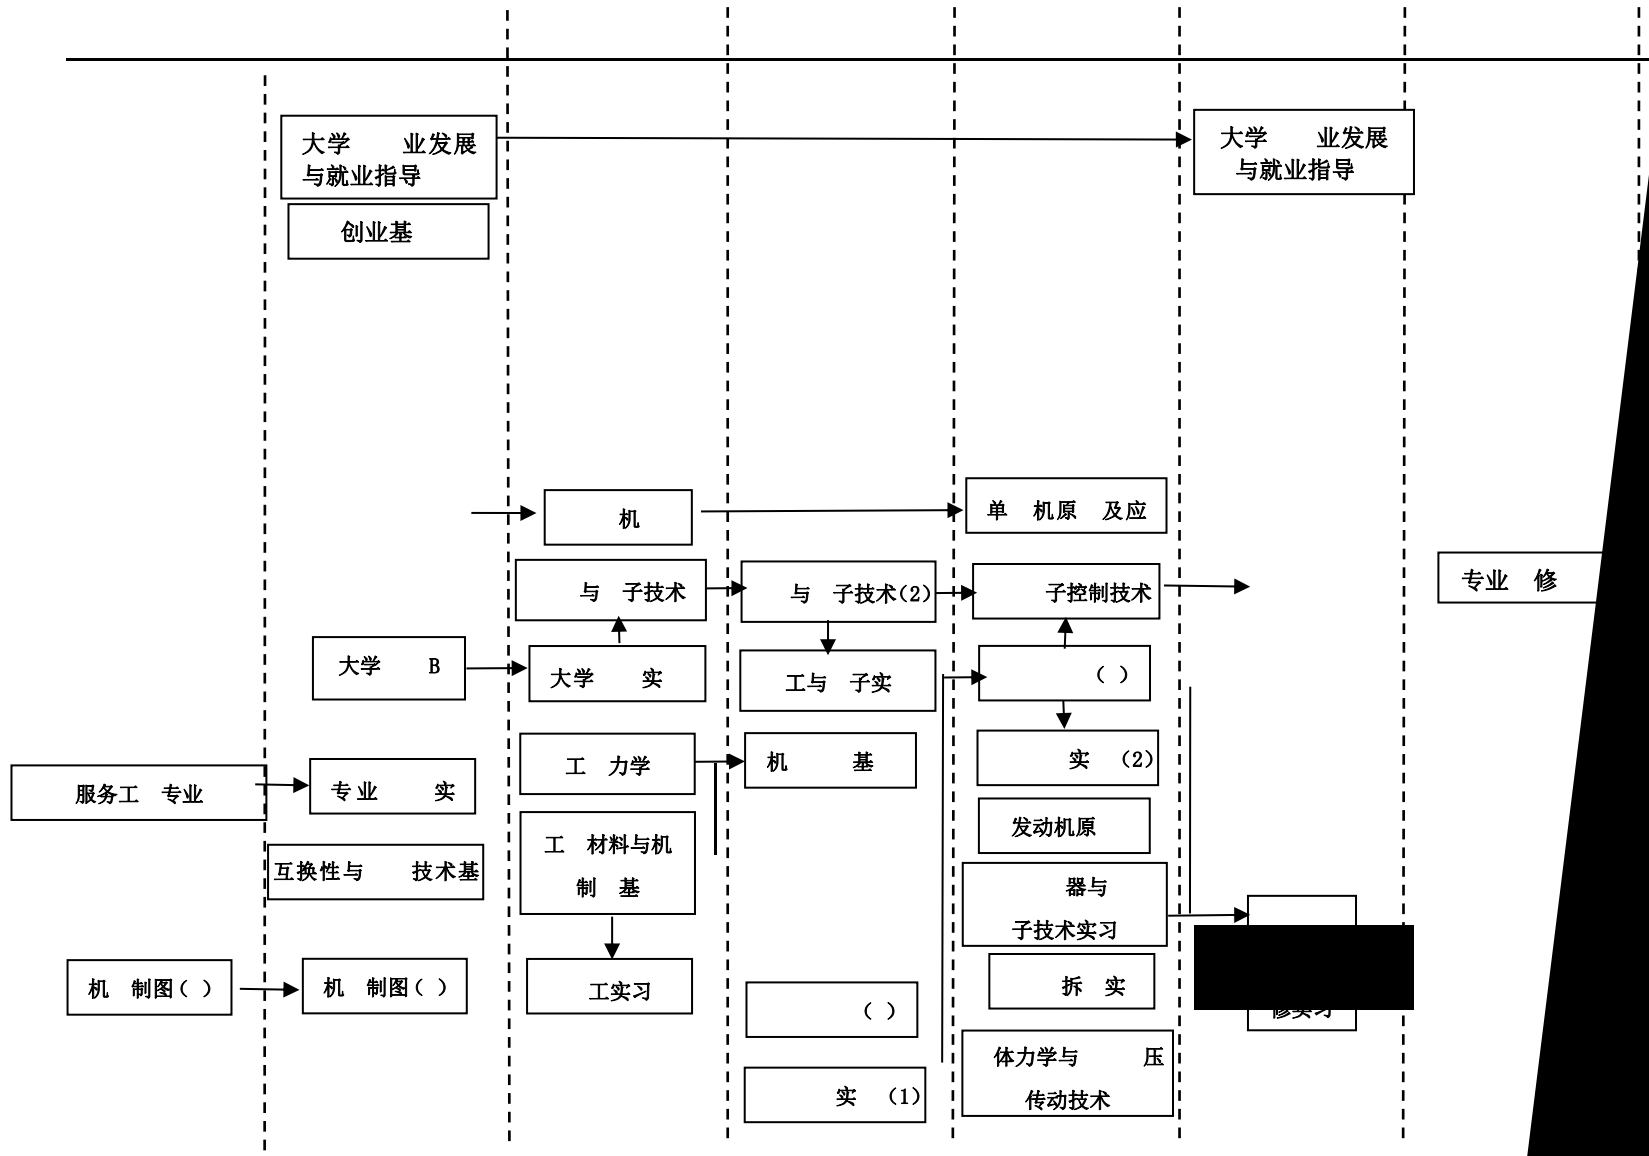 大学 业发展
与就业指导
创业基
大学 业发展
与就业指导
机
单 机原 及应
与 子技术
与 子技术(2)
子控制技术
专业 修
大学 B
大学 实
工与 子实
( )
工 力学
机 基
实 (2)
服务工 专业
专业 实
发动机原
工 材料与机
制 基
互换性与 技术基
器与
子技术实习
机 制图( )
机 制图( )
工实习
( )
拆 实
实 (1)
体力学与 压
传动技术